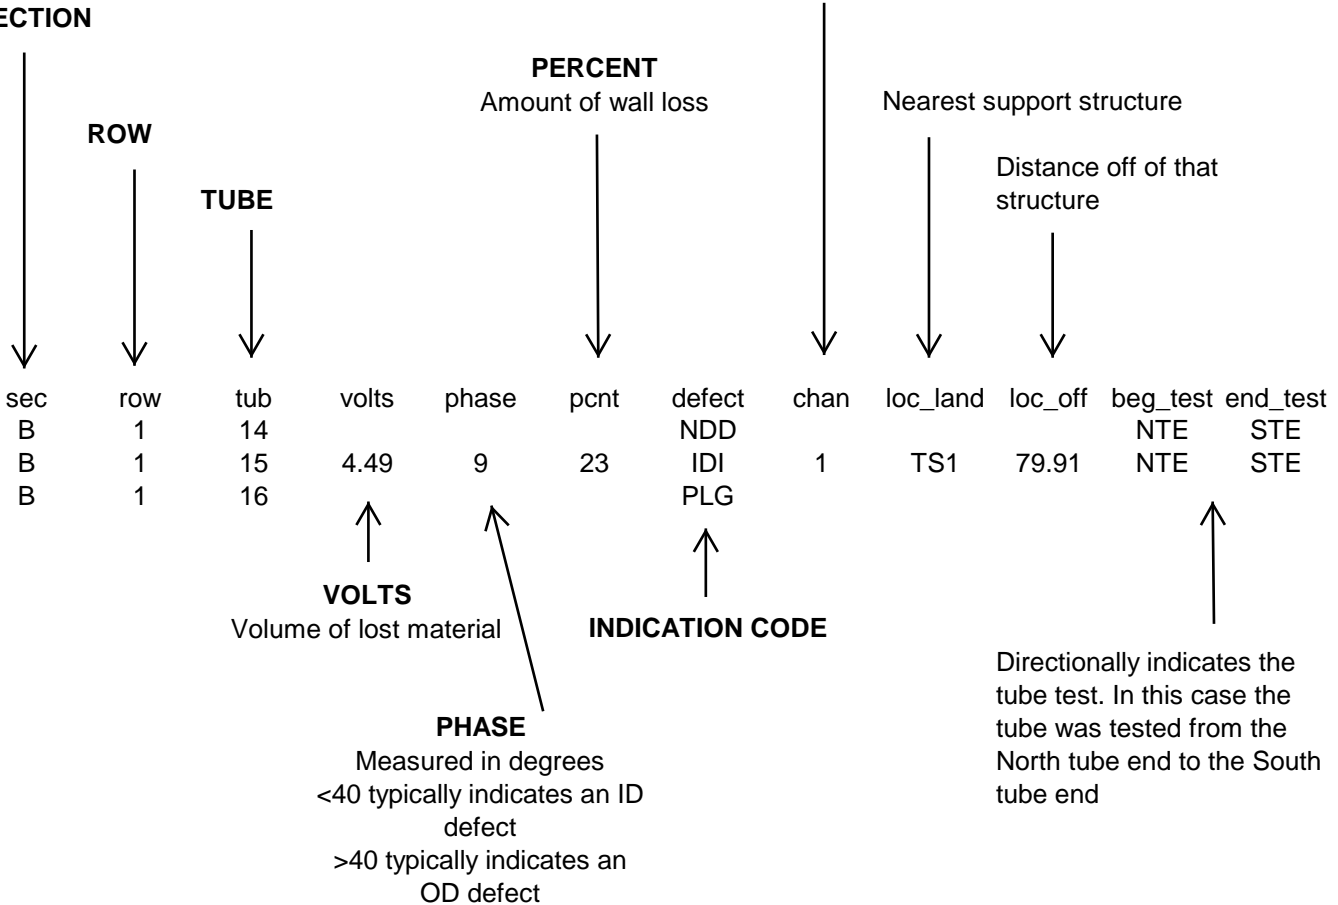 ECTION
PERCENT
Amount of wall loss
Nearest support structure
ROW
Distance off of that
structure
TUBE
sec row tub volts phase pcnt defect chan loc_land loc_off beg_test end_test
B 1 14 NDD NTE STE
B 1 15 4.49 9 23 IDI 1 TS1 79.91 NTE STE
B 1 16 PLG
VOLTS
Volume of lost material
INDICATION CODE
PHASE
Measured in degrees
<40 typically indicates an ID
defect
>40 typically indicates an
OD defect
Directionally indicates the
tube test. In this case the
tube was tested from the
North tube end to the South
tube end